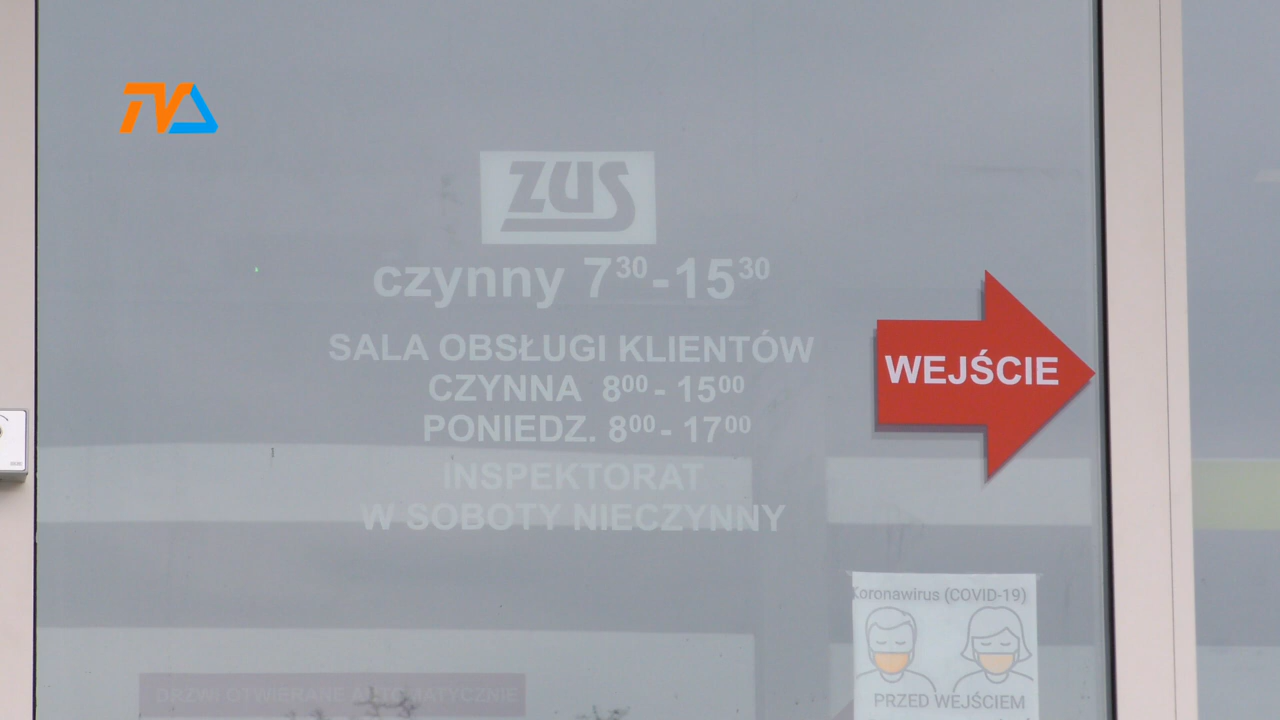 TVA
ZUS
czynny 7³⁰-15³⁰
SALA OBSŁUGI KLIENTÓW
CZYNNA 8⁰⁰- 15⁰⁰
PONIEDZ. 8⁰⁰- 17⁰⁰
INSPEKTORAT
W SOBOTY NIECZYNNY
WEJŚCIE
Koronawirus (COVID-19)
PRZED WEJŚCIEM
DRZWI OTWIERANE AUTOMATYCZNIE